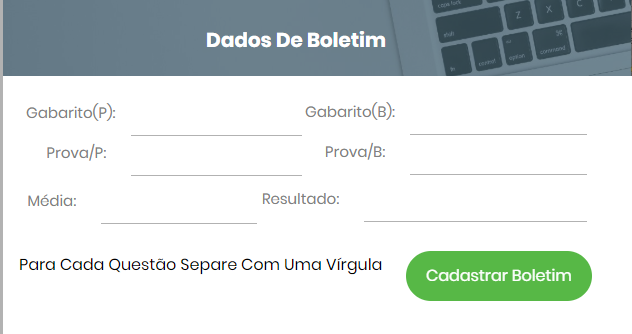 Dados De Boletim
Gabarito(P): Gabarito(B):
Prova/P: Prova/B:
Média: Resultado:
Para Cada Questão Separe Com Uma Vírgula
Cadastrar Boletim